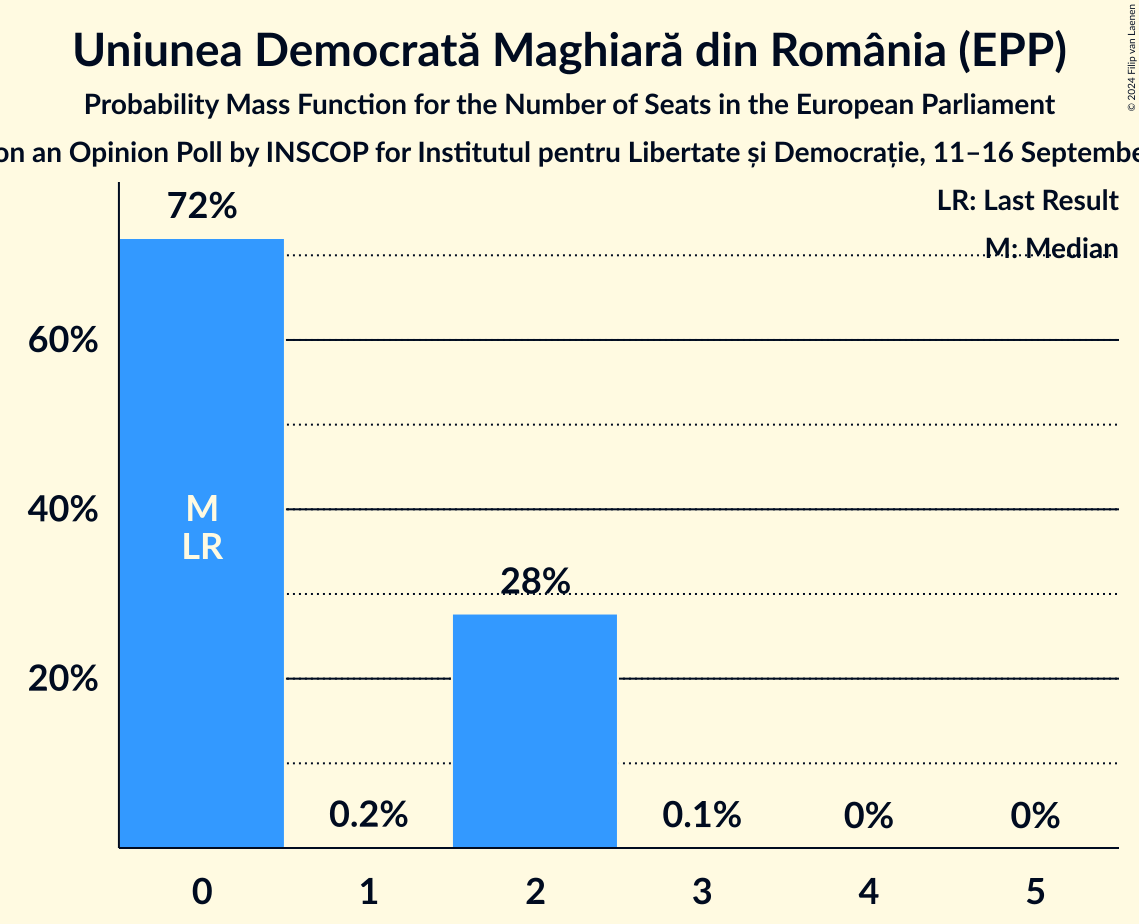 Uniunea Democrată Maghiară din România (EPP)
Probability Mass Function for the Number of Seats in the European Parliament
on an Opinion Poll by INSCOP for Institutul pentru Libertate și Democrație, 11–16
© 2024 Filip van Laenen
LR: Last Result
M: Median
72%
60%
M
40%
LR
28%
20%
0.2%
0.1%
0%
0%
0
1
2
3
4
5